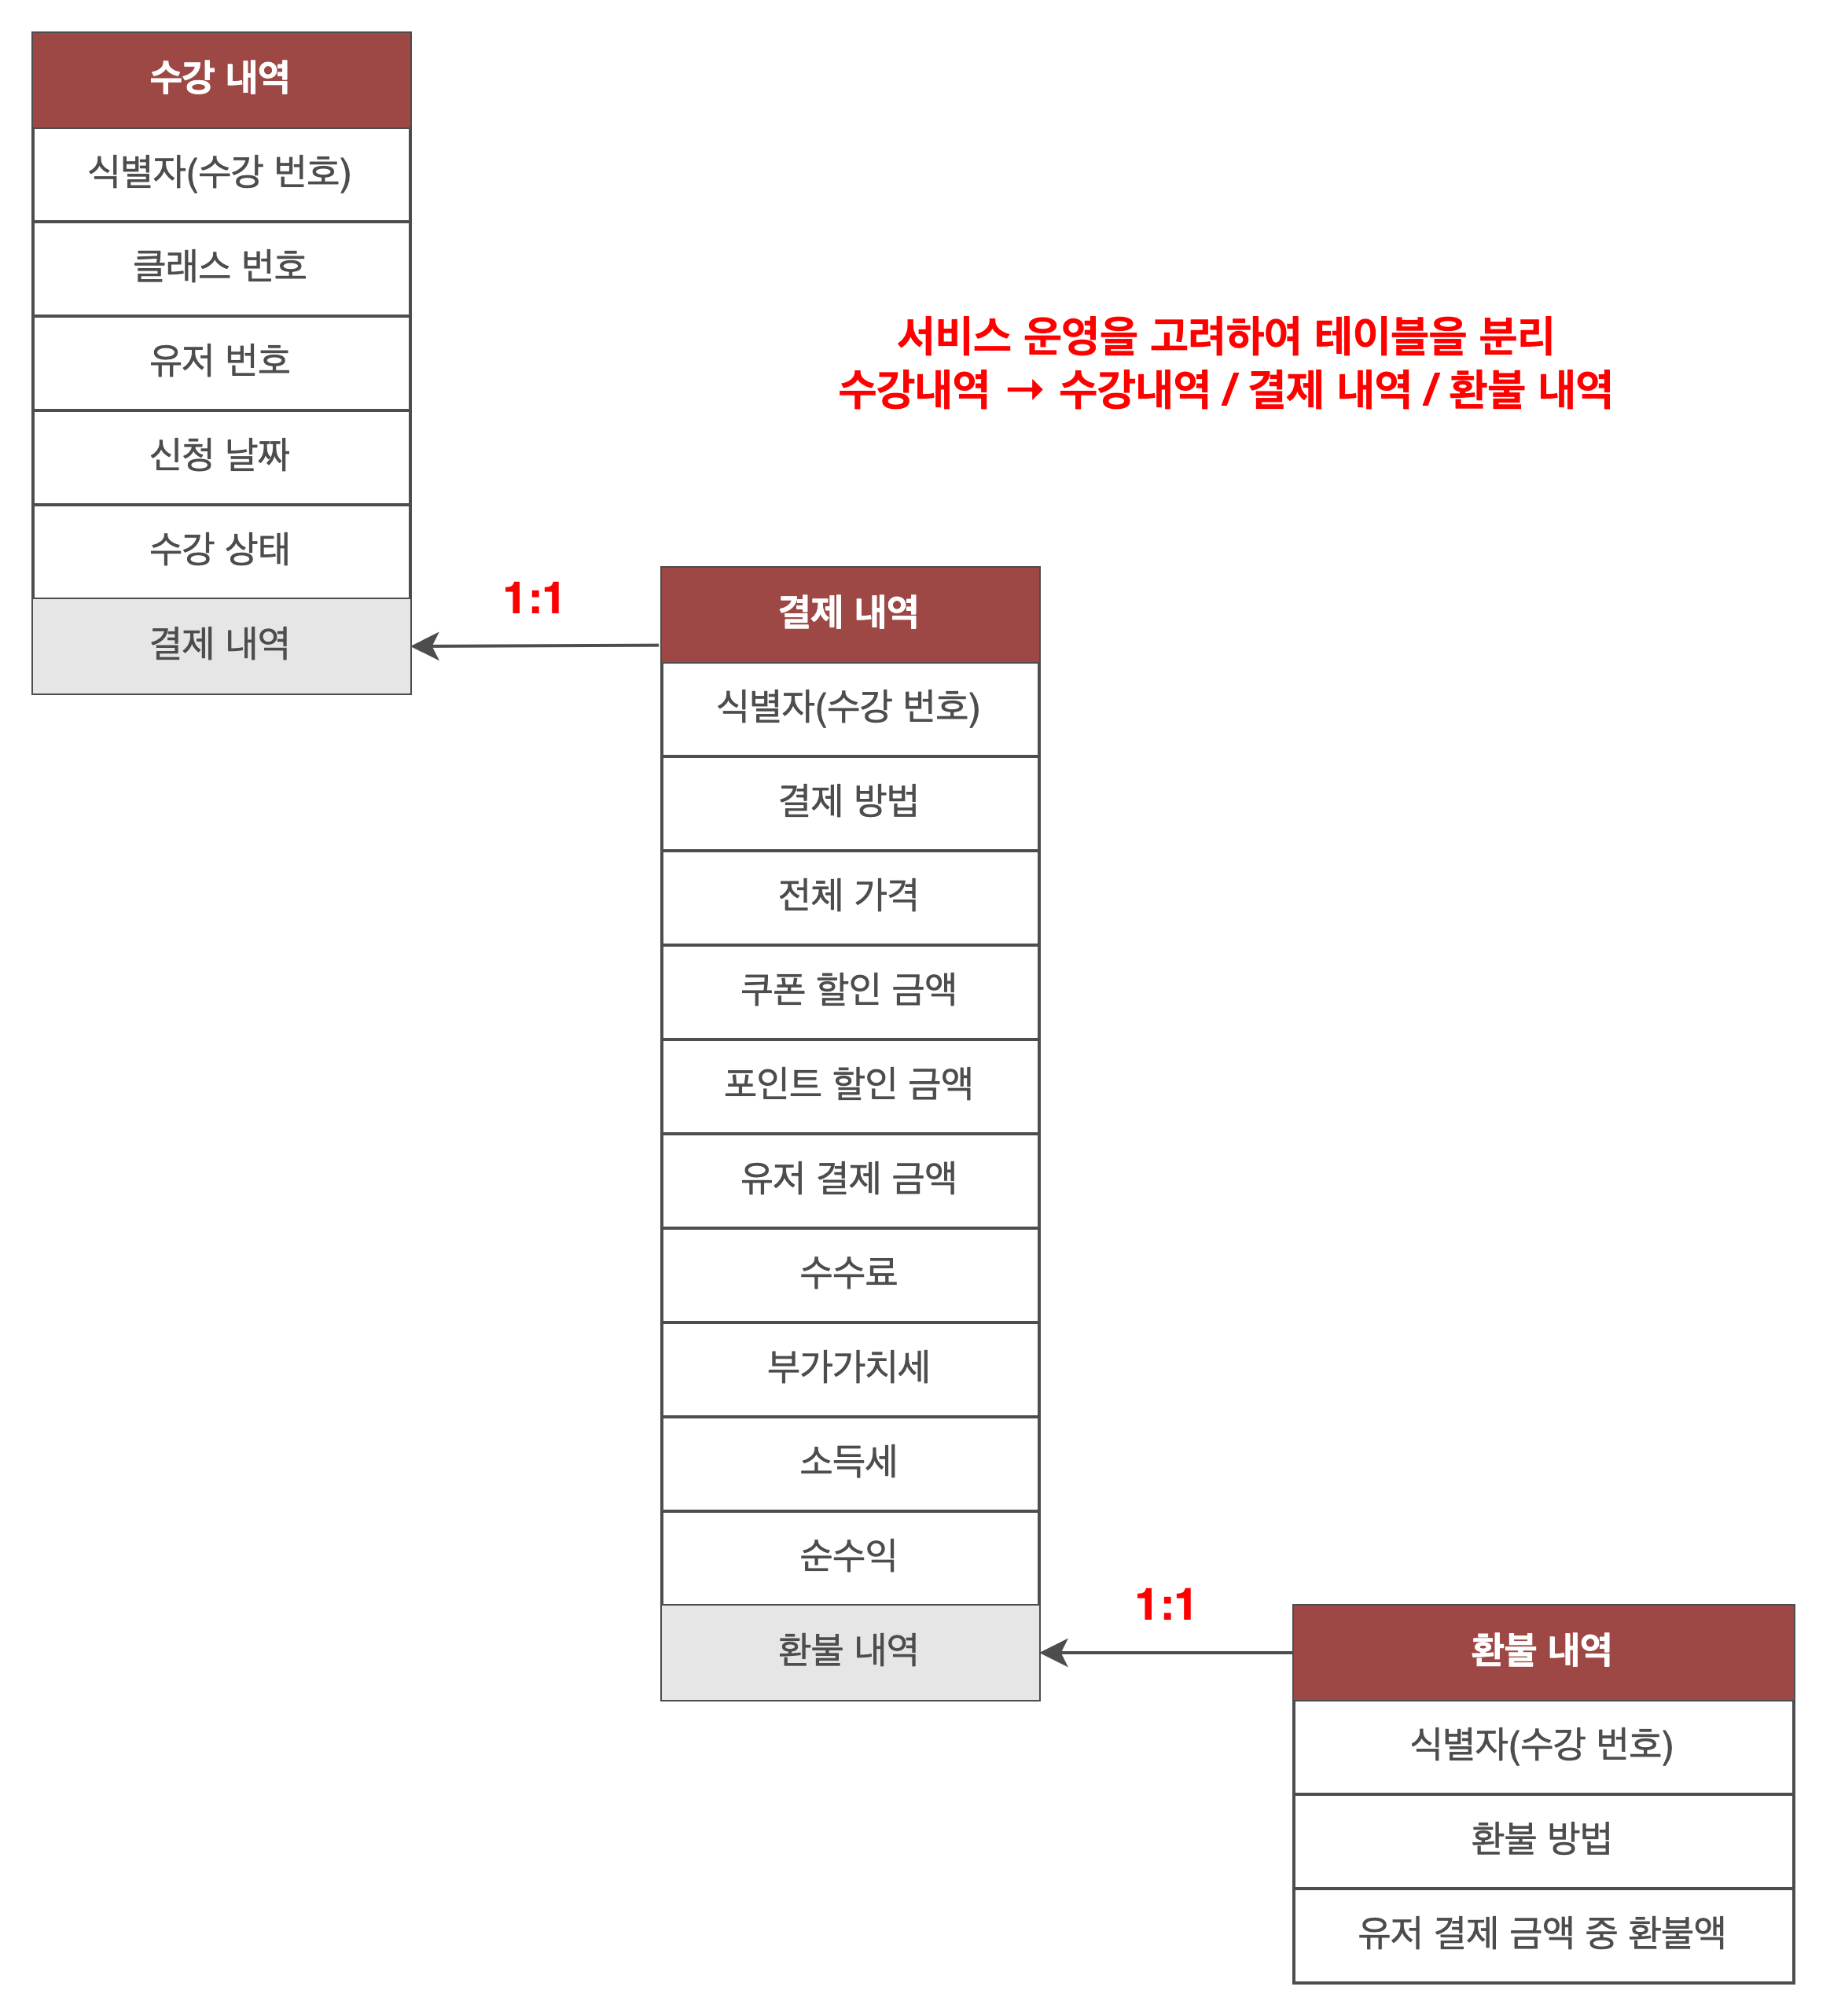 수강 내역
식별자(수강 번호)
클래스 번호
유저 번호
신청 날짜
수강 상태
결제 내역
서비스 운영을 고려하여 테이블을 분리
수강내역 → 수강내역 / 결제 내역 / 환불 내역
1:1
결제 내역
식별자(수강 번호)
결제 방법
전체 가격
쿠폰 할인 금액
포인트 할인 금액
유저 결제 금액
수수료
부가가치세
소득세
순수익
환불 내역
1:1
환불 내역
식별자(수강 번호)
환불 방법
유저 결제 금액 중 환불액